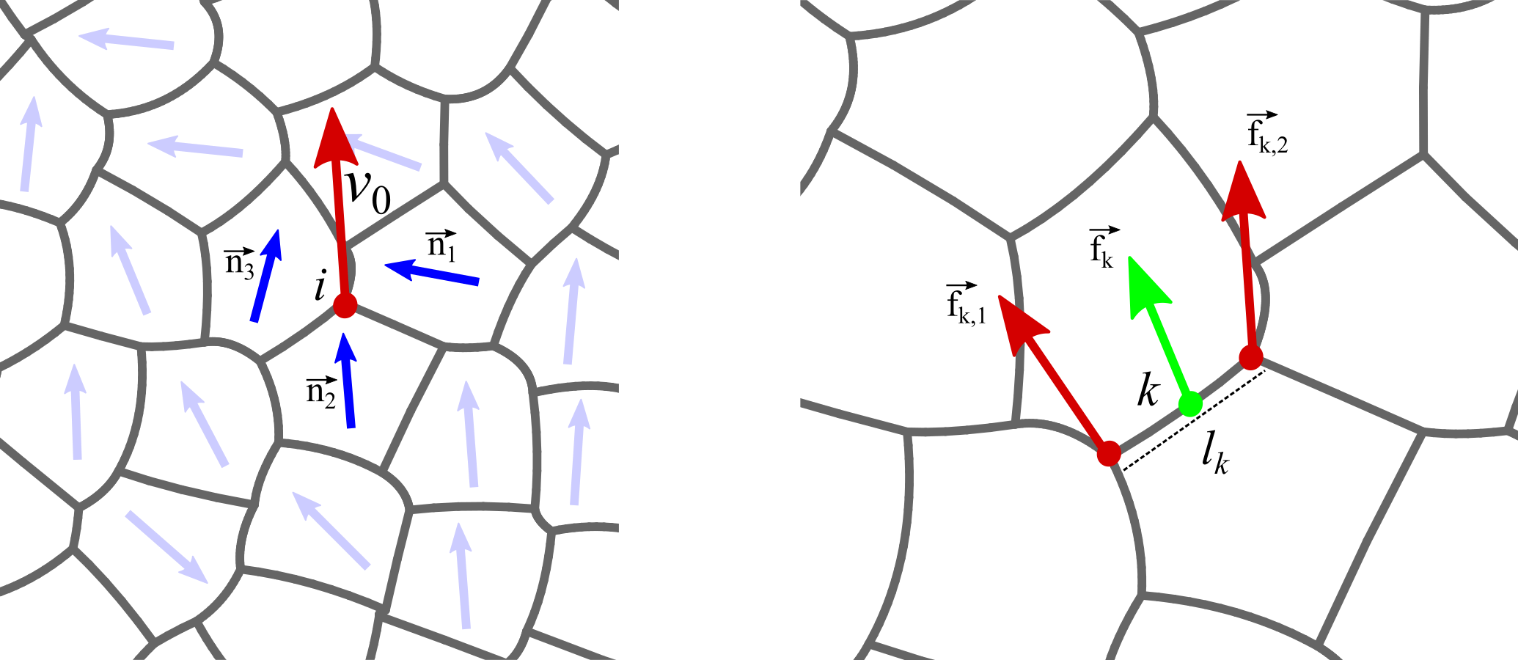 v₀
n⃗₁
n⃗₃
i
n⃗₂
f⃗k,2
f⃗k
f⃗k,1
k
lₖ